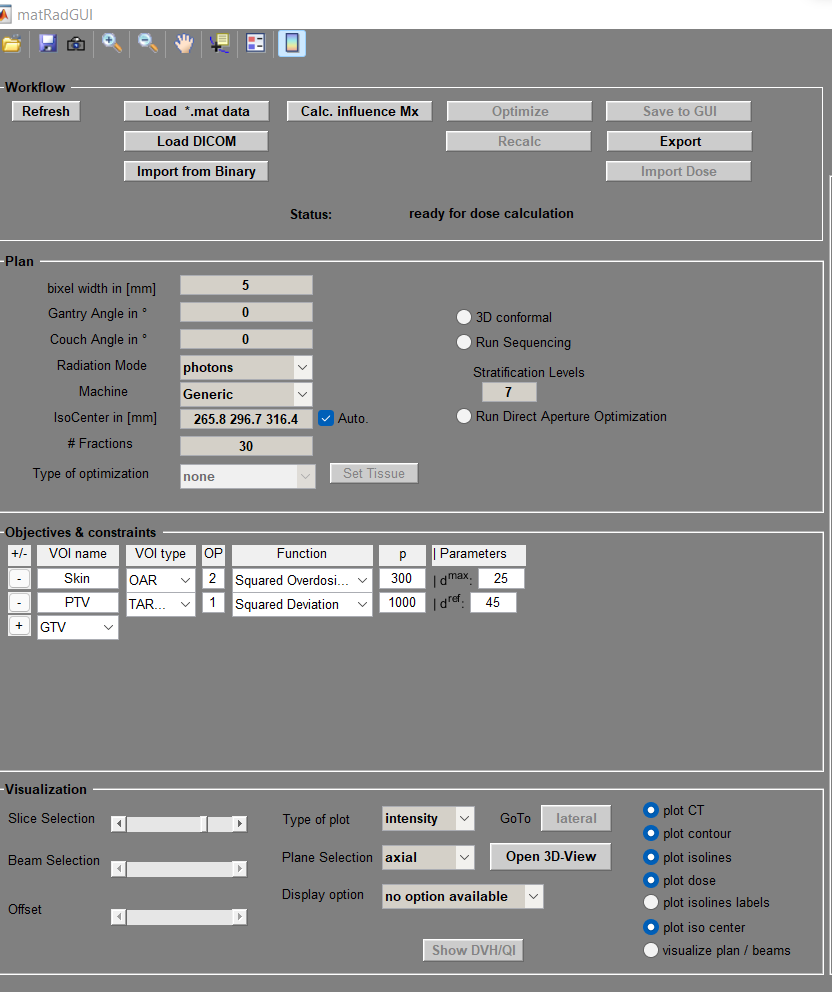 matRadGUI
Workflow
Refresh Load *.mat data Calc. influence Mx Optimize Save to GUI
Load DICOM Recalc Export
Import from Binary Import Dose
Status: ready for dose calculation
Plan
bixel width in [mm] 5
Gantry Angle in ° 0
3D conformal
Couch Angle in ° 0
Run Sequencing
Radiation Mode photons
Stratification Levels
Machine Generic
7
IsoCenter in [mm] 265.8 296.7 316.4 Auto.
Run Direct Aperture Optimization
# Fractions 30
Type of optimization none Set Tissue
Objectives & constraints
+/- VOI name VOI type OP Function p | Parameters
- Skin OAR 2 Squared Overdosi... 300 | d^max: 25
- PTV TAR... 1 Squared Deviation 1000 | d^ref: 45
+ GTV
Visualization
Slice Selection Type of plot intensity GoTo lateral plot CT
plot contour
Beam Selection Plane Selection axial Open 3D-View plot isolines
plot dose
Display option no option available plot isolines labels
Offset
plot iso center
Show DVH/QI visualize plan / beams